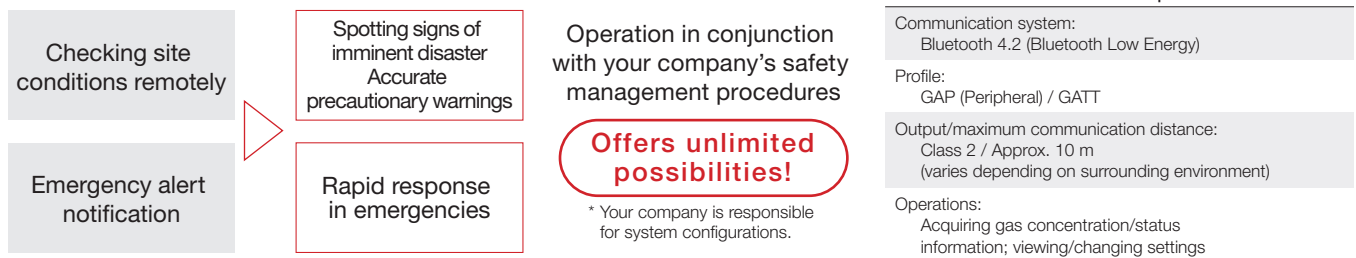 Checking site
conditions remotely
Emergency alert
notification
Spotting signs of
imminent disaster
Accurate
precautionary warnings
Rapid response
in emergencies
Operation in conjunction
with your company's safety
management procedures
Offers unlimited
possibilities!
* Your company is responsible
for system configurations.
Communication system:
Bluetooth 4.2 (Bluetooth Low Energy)
Profile:
GAP (Peripheral) / GATT
Output/maximum communication distance:
Class 2 / Approx. 10 m
(varies depending on surrounding environment)
Operations:
Acquiring gas concentration/status
information; viewing/changing settings